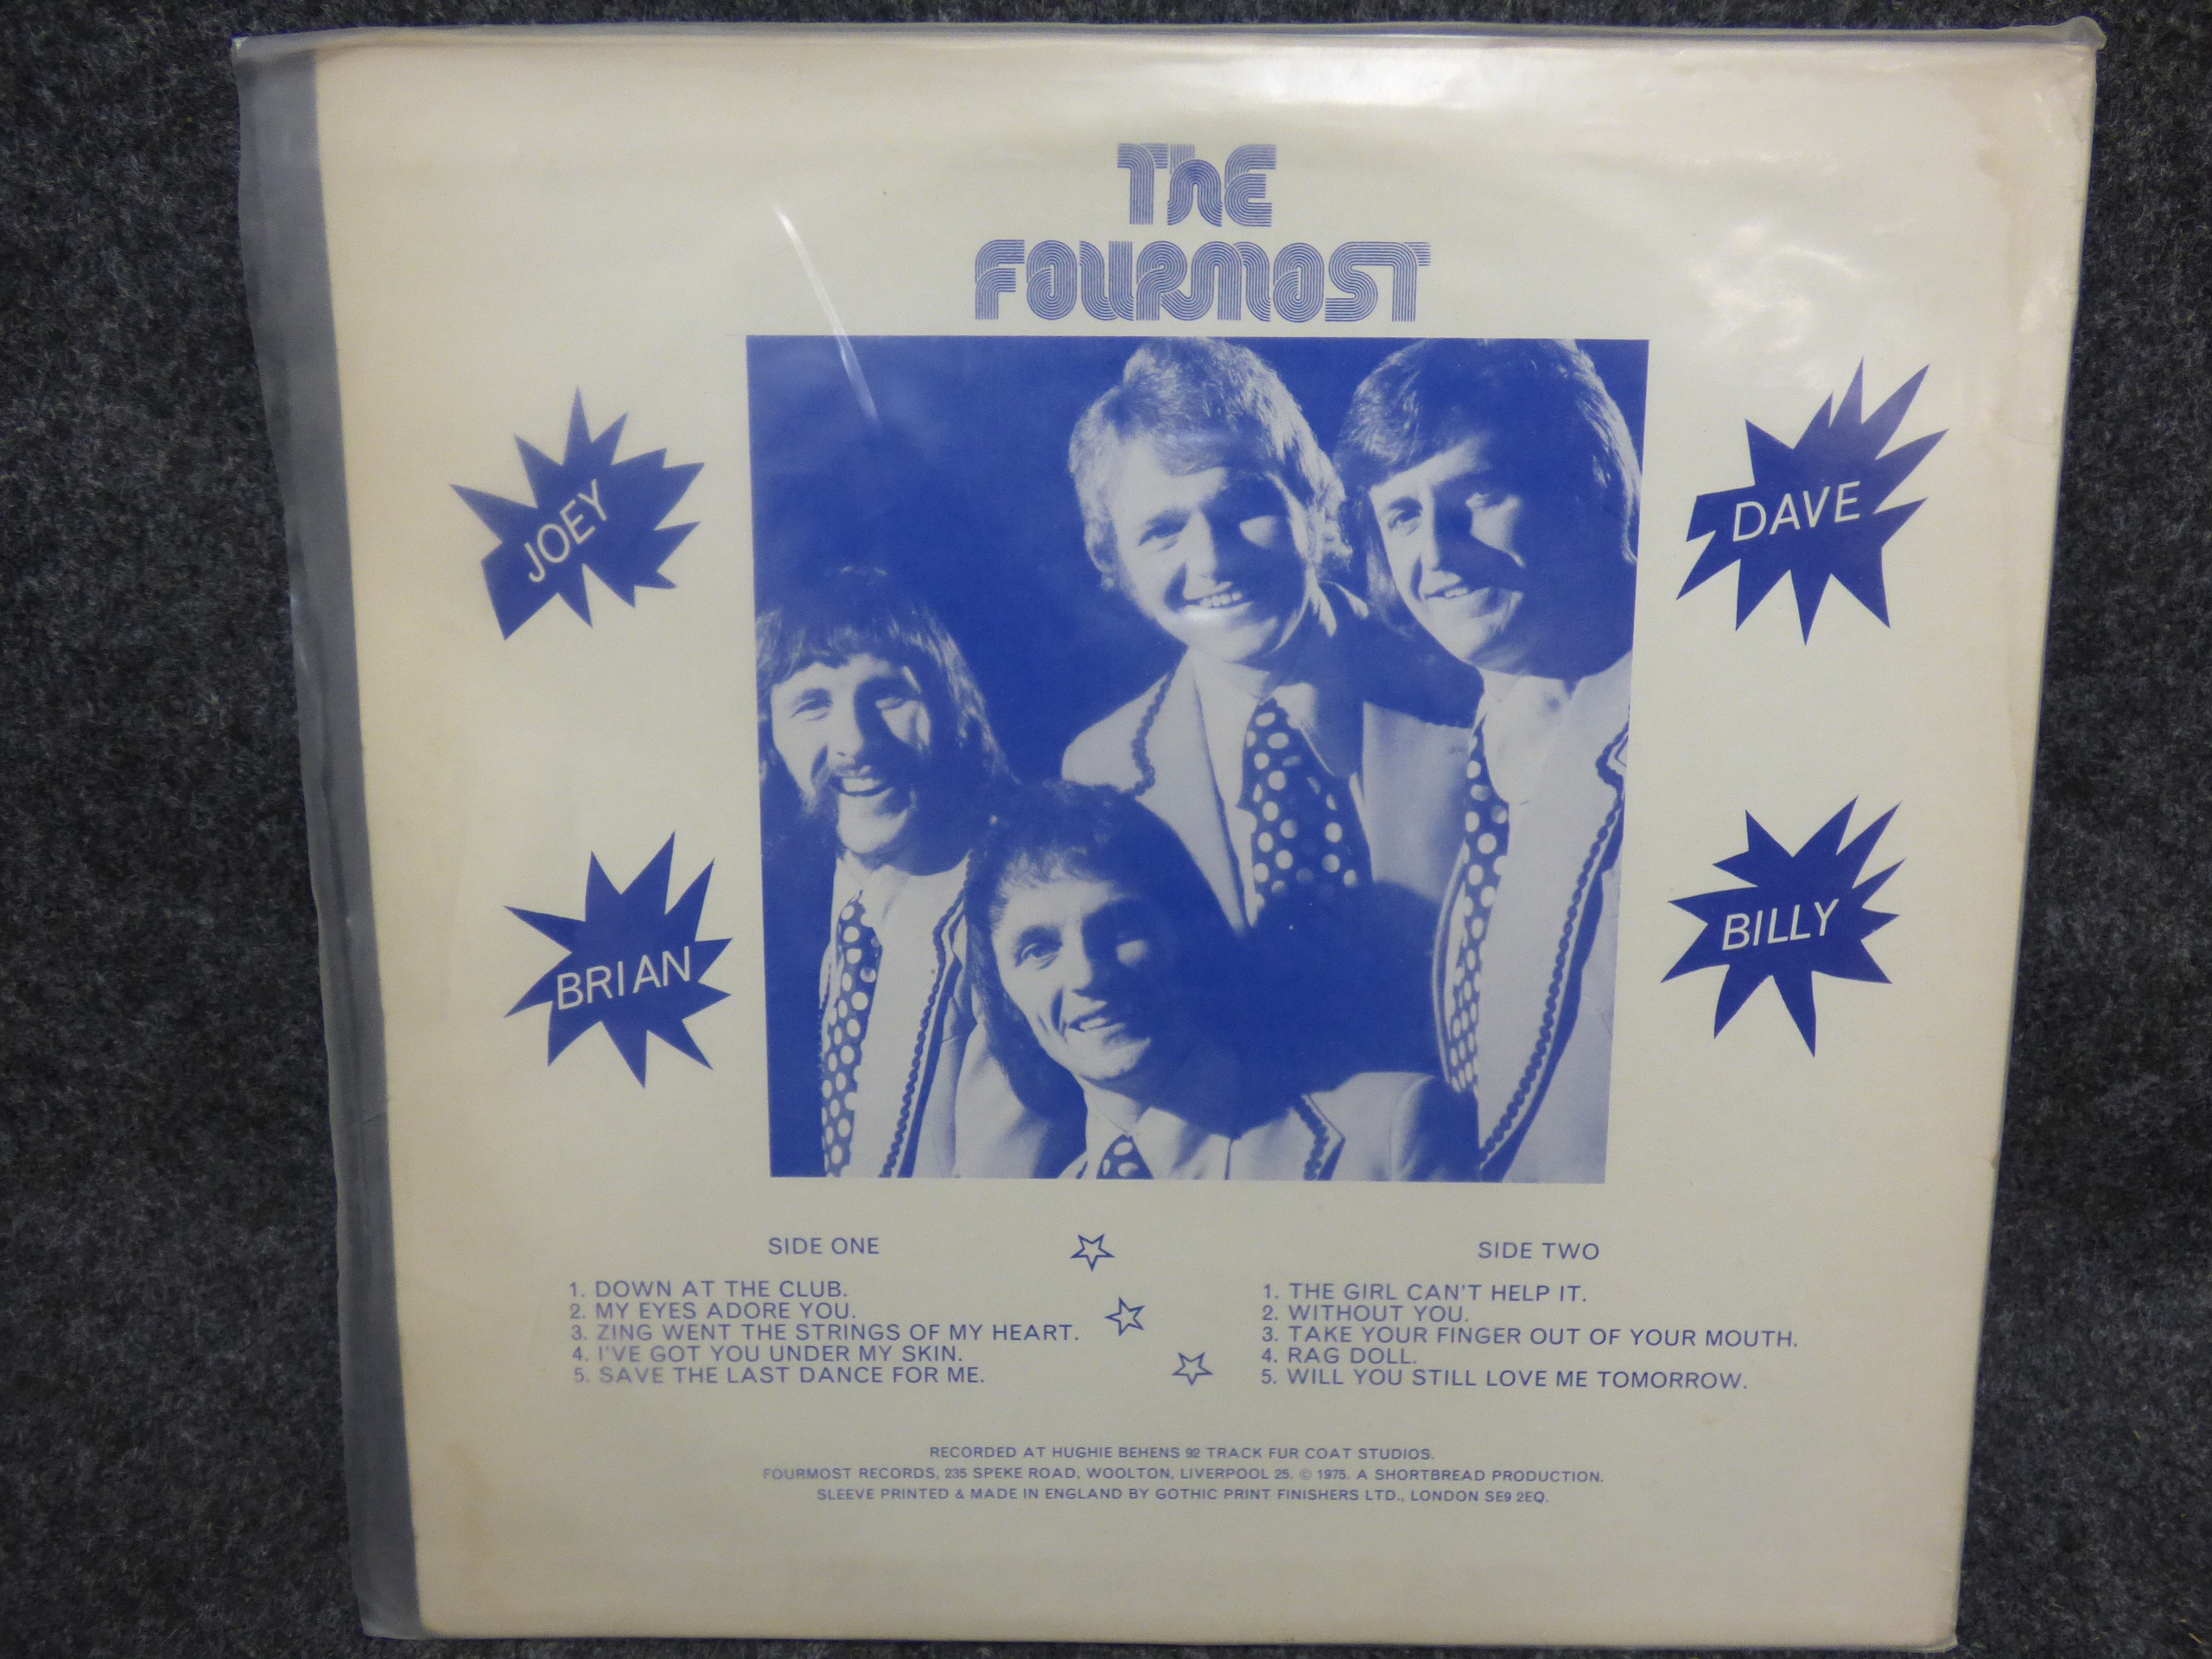 THE
FOURMOST
JOEY
DAVE
BRIAN
BILLY
SIDE ONE
1. DOWN AT THE CLUB.
2. MY EYES ADORE YOU.
3. ZING WENT THE STRINGS OF MY HEART.
4. I'VE GOT YOU UNDER MY SKIN.
5. SAVE THE LAST DANCE FOR ME.
SIDE TWO
1. THE GIRL CAN'T HELP IT.
2. WITHOUT YOU.
3. TAKE YOUR FINGER OUT OF YOUR MOUTH.
4. RAG DOLL.
5. WILL YOU STILL LOVE ME TOMORROW.
RECORDED AT HUGHIE BEHENS 92 TRACK FUR COAT STUDIOS.
FOURMOST RECORDS, 235 SPEKE ROAD, WOOLTON, LIVERPOOL 25. © 1975. A SHORTBREAD PRODUCTION.
SLEEVE PRINTED & MADE IN ENGLAND BY GOTHIC PRINT FINISHERS LTD., LONDON SE9 2EQ.